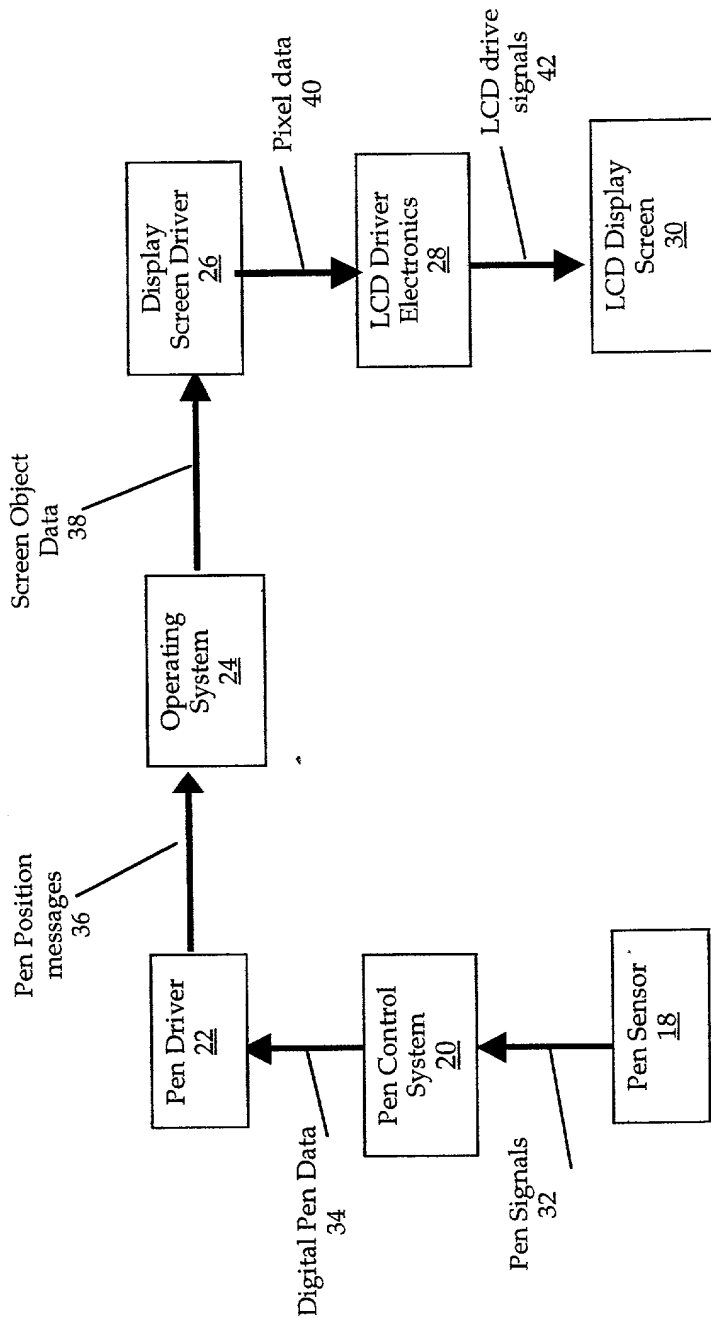 Pen Sensor
18
Pen Signals
32
Pen Control
System
20
Digital Pen Data
34
Pen Driver
22
Pen Position
messages
36
Operating
System
24
Screen Object
Data
38
Display
Screen Driver
26
Pixel data
40
LCD Driver
Electronics
28
LCD drive
signals
42
LCD Display
Screen
30